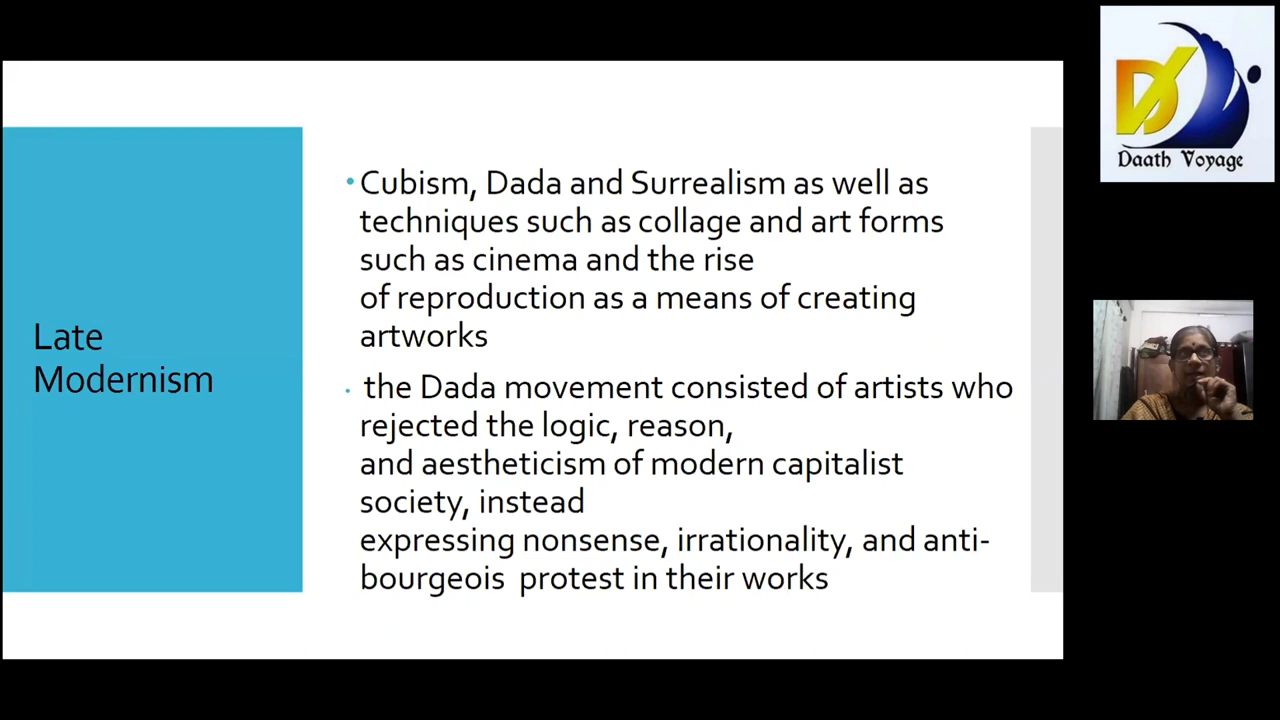 Late
Modernism
•Cubism, Dada and Surrealism as well as
techniques such as collage and art forms
such as cinema and the rise
of reproduction as a means of creating
artworks
• the Dada movement consisted of artists who
rejected the logic, reason,
and aestheticism of modern capitalist
society, instead
expressing nonsense, irrationality, and anti-
bourgeois  protest in their works
D
Daath Voyage